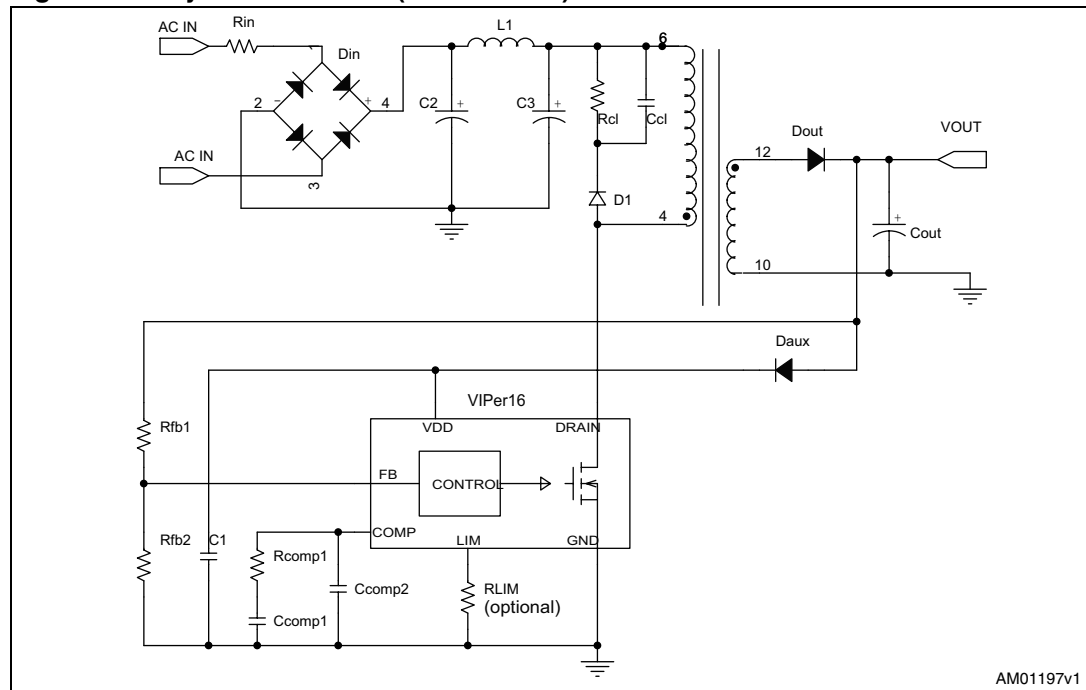 AC IN
Rin
L1
Din
1
6
2
-
+
4
C2
+
C3
+
Rcl
Ccl
Dout
VOUT
AC IN
3
12
D1
4
+
Cout
10
Daux
VIPer16
VDD
DRAIN
Rfb1
FB
CONTROL
COMP
LIM
GND
Rfb2
C1
Rcomp1
Ccomp2
RLIM
(optional)
Ccomp1
AM01197v1